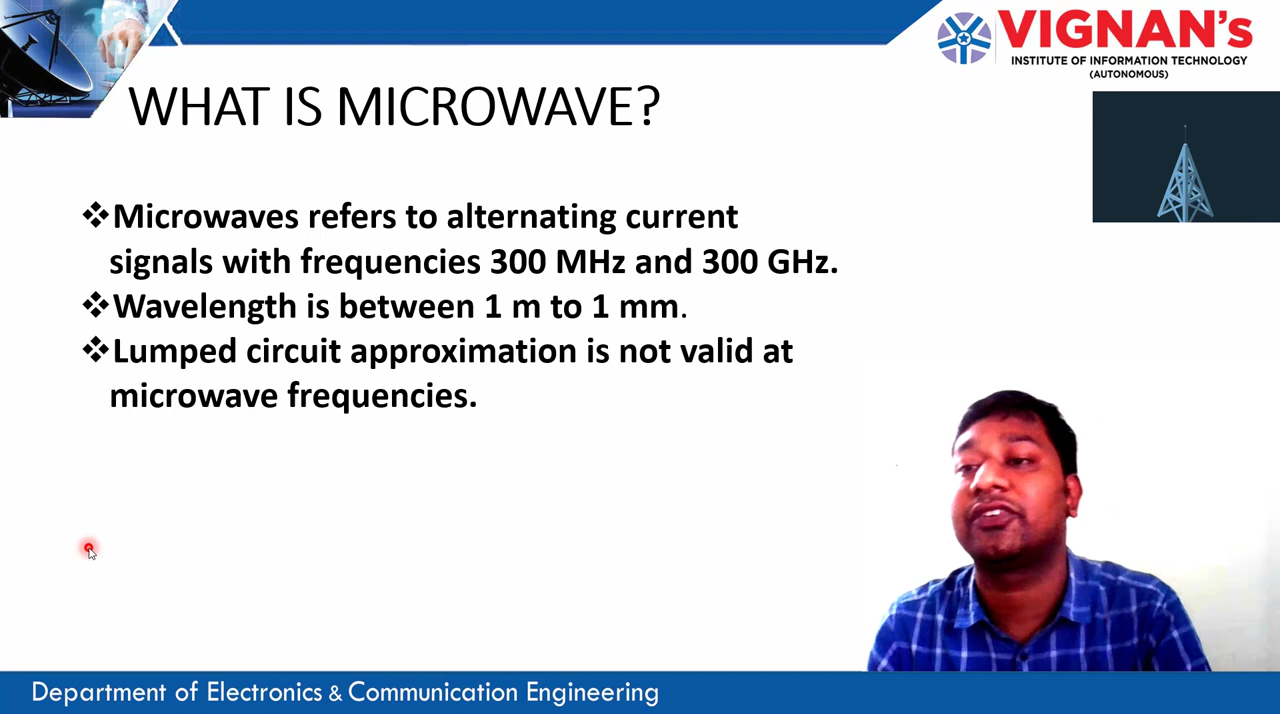 VIGNAN's
INSTITUTE OF INFORMATION TECHNOLOGY
(AUTONOMOUS)
WHAT IS MICROWAVE?
❖Microwaves refers to alternating current
signals with frequencies 300 MHz and 300 GHz.
❖Wavelength is between 1 m to 1 mm.
❖Lumped circuit approximation is not valid at
microwave frequencies.
Department of Electronics & Communication Engineering